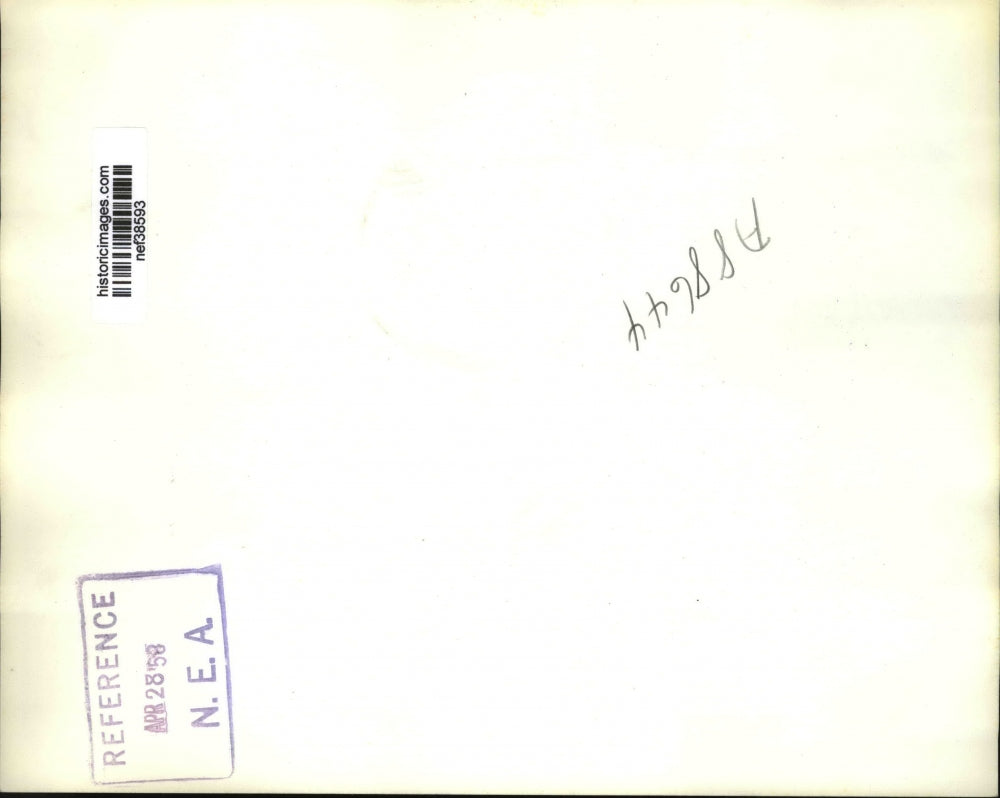 historicimages.com
nef38593
A88644
REFERENCE
APR 28 '58
N. E. A.